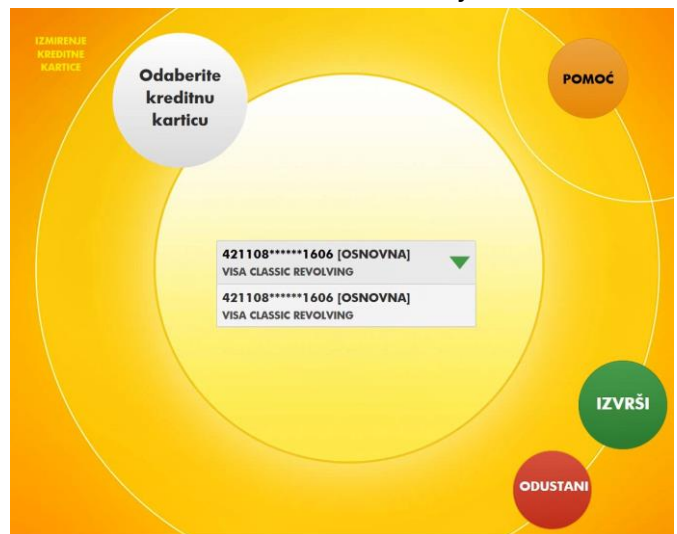 IZMIRENJE
KREDITNE
KARTICE
Odaberite
kreditnu
karticu
POMOĆ
421108******1606 [OSNOVNA]
VISA CLASSIC REVOLVING
421108******1606 [OSNOVNA]
VISA CLASSIC REVOLVING
IZVRŠI
ODUSTANI